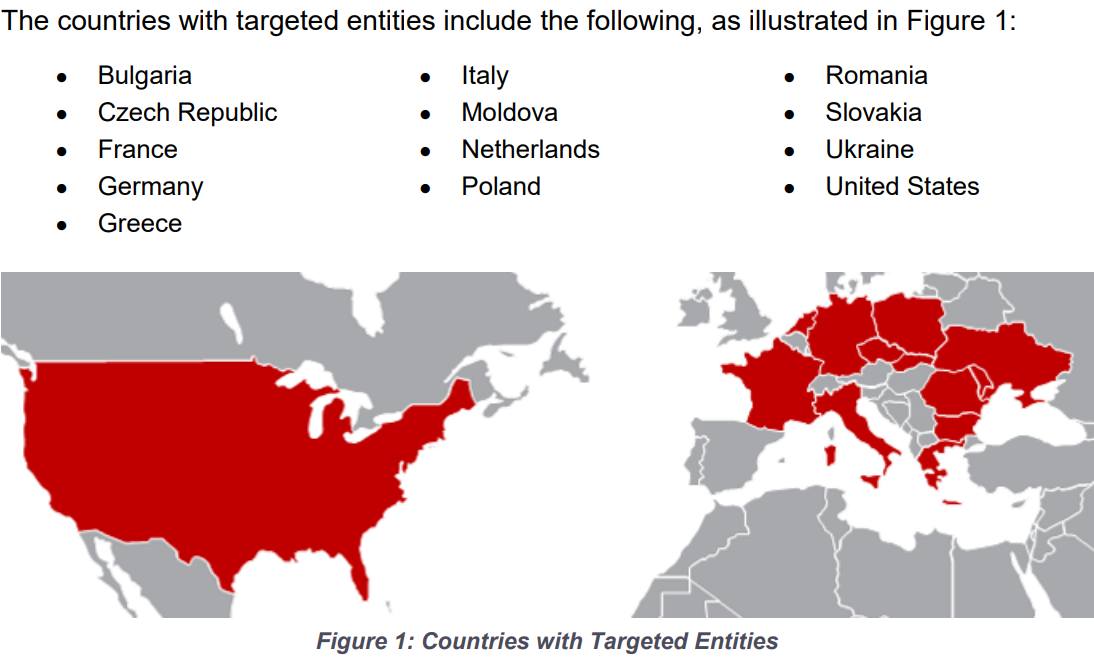 The countries with targeted entities include the following, as illustrated in Figure 1:
• Bulgaria
• Czech Republic
• France
• Germany
• Greece
• Italy
• Moldova
• Netherlands
• Poland
• Romania
• Slovakia
• Ukraine
• United States
Figure 1: Countries with Targeted Entities